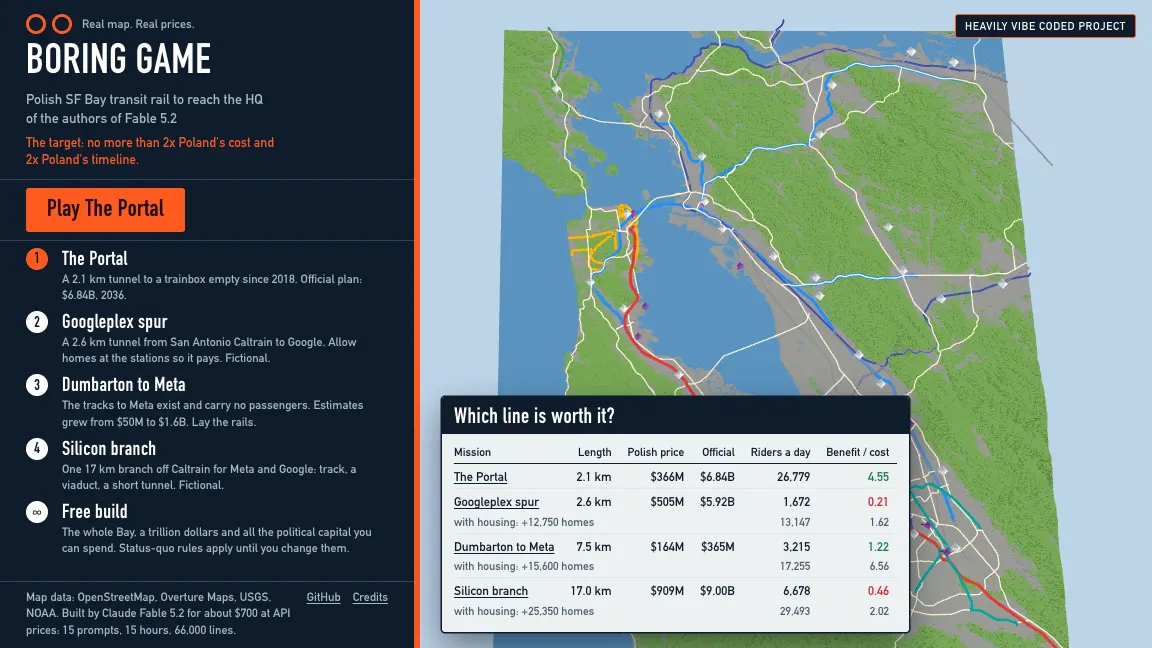 Real map. Real prices.
BORING GAME
Polish SF Bay transit rail to reach the HQ
of the authors of Fable 5.2
The target: no more than 2x Poland's cost and
2x Poland's timeline.
Play The Portal
1 The Portal
A 2.1 km tunnel to a trainbox empty since 2018. Official plan:
$6.84B, 2036.
2 Googleplex spur
A 2.6 km tunnel from San Antonio Caltrain to Google. Allow
homes at the stations so it pays. Fictional.
3 Dumbarton to Meta
The tracks to Meta exist and carry no passengers. Estimates
grew from $50M to $1.6B. Lay the rails.
4 Silicon branch
One 17 km branch off Caltrain for Meta and Google: track, a
viaduct, a short tunnel. Fictional.
∞ Free build
The whole Bay, a trillion dollars and all the political capital you
can spend. Status-quo rules apply until you change them.
Map data: OpenStreetMap, Overture Maps, USGS,
NOAA. Built by Claude Fable 5.2 for about $700 at API
prices: 15 prompts, 15 hours, 66,000 lines.
GitHub Credits
HEAVILY VIBE CODED PROJECT
Which line is worth it?
Mission Length Polish price Official Riders a day Benefit / cost
The Portal 2.1 km $366M $6.84B 26,779 4.55
Googleplex spur 2.6 km $505M $5.92B 1,672 0.21
with housing: +12,750 homes 13,147 1.62
Dumbarton to Meta 7.5 km $164M $365M 3,215 1.22
with housing: +15,600 homes 17,255 6.56
Silicon branch 17.0 km $909M $9.00B 6,678 0.46
with housing: +25,350 homes 29,493 2.02